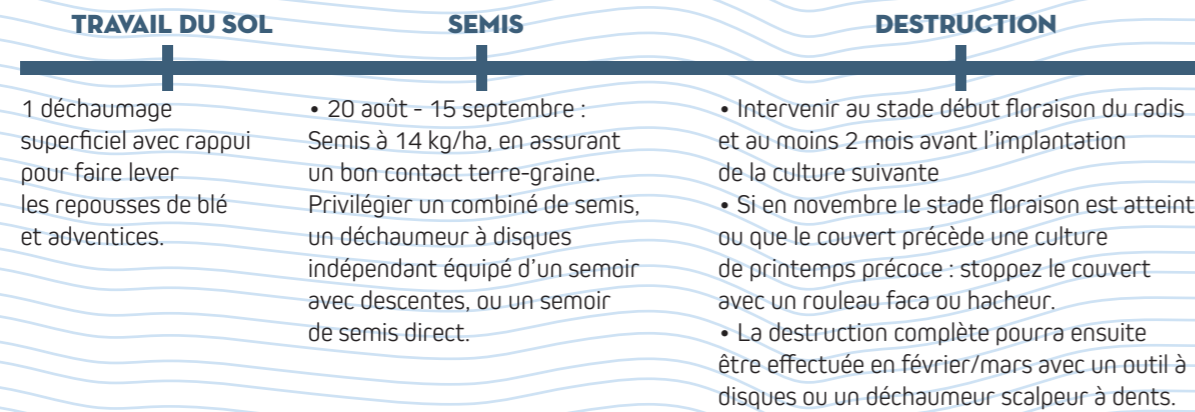 TRAVAIL DU SOL
1 déchaumage
superficiel avec rappui
pour faire lever
les repousses de blé
et adventices.
SEMIS
• 20 août - 15 septembre :
Semis à 14 kg/ha, en assurant
un bon contact terre-graine.
Privilégier un combiné de semis,
un déchaumeur à disques
indépendant équipé d'un semoir
avec descentes, ou un semoir
de semis direct.
DESTRUCTION
• Intervenir au stade début floraison du radis
et au moins 2 mois avant l'implantation
de la culture suivante
• Si en novembre le stade floraison est atteint
ou que le couvert précède une culture
de printemps précoce : stoppez le couvert
avec un rouleau faca ou hacheur.
• La destruction complète pourra ensuite
être effectuée en février/mars avec un outil à
disques ou un déchaumeur scalpeur à dents.